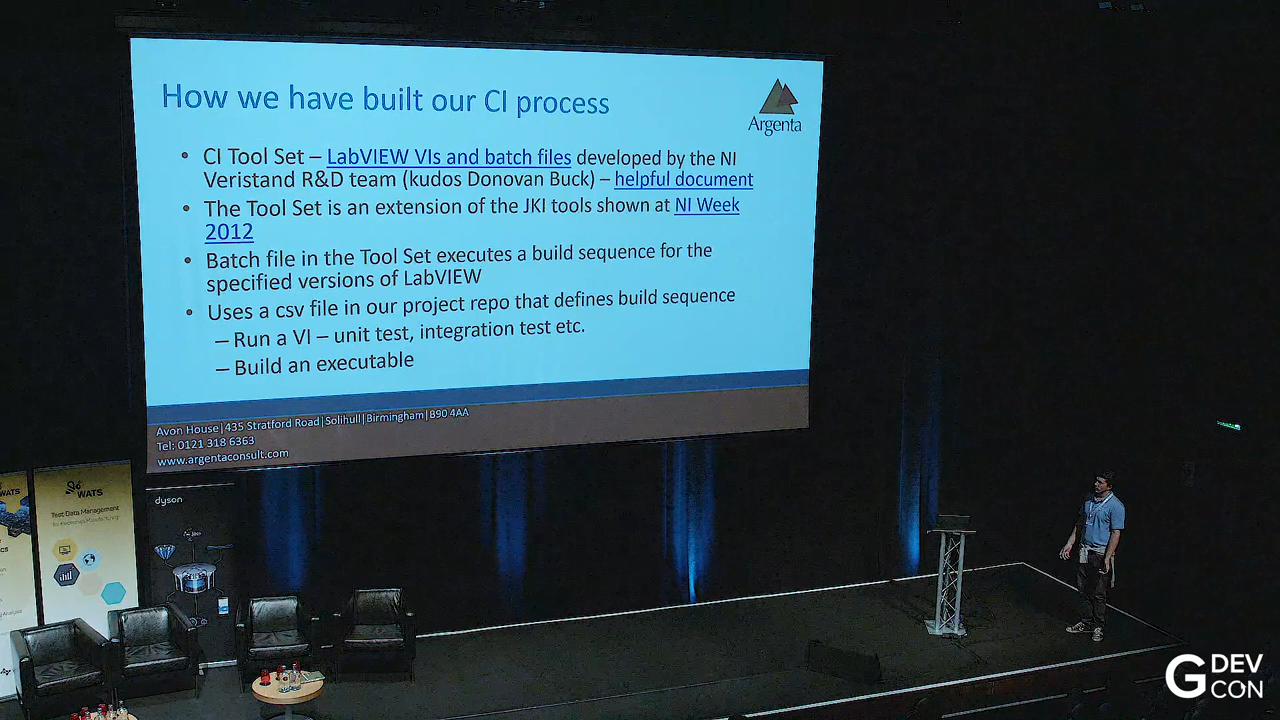 How we have built our CI process
Argenta
• CI Tool Set – LabVIEW VIs and batch files developed by the NI
Veristand R&D team (kudos Donovan Buck) – helpful document
• The Tool Set is an extension of the JKI tools shown at NI Week
2012
• Batch file in the Tool Set executes a build sequence for the
specified versions of LabVIEW
• Uses a csv file in our project repo that defines build sequence
– Run a VI – unit test, integration test etc.
– Build an executable
Avon House|435 Stratford Road|Solihull|Birmingham|B90 4AA
Tel: 0121 318 6363
www.argentaconsult.com
WATS
WATS
Test Data Management
dyson
G DEV
CON